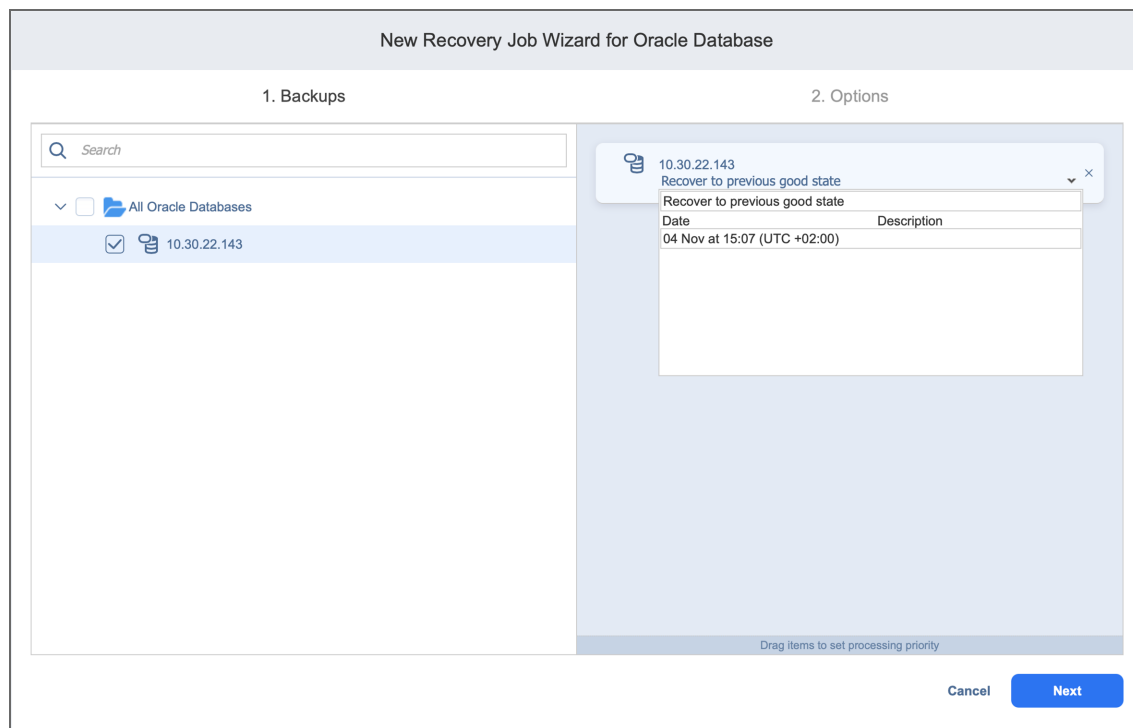 New Recovery Job Wizard for Oracle Database
1. Backups
2. Options
Search
All Oracle Databases
10.30.22.143
10.30.22.143
Recover to previous good state
Recover to previous good state
Date Description
04 Nov at 15:07 (UTC +02:00)
Drag items to set processing priority
Cancel Next